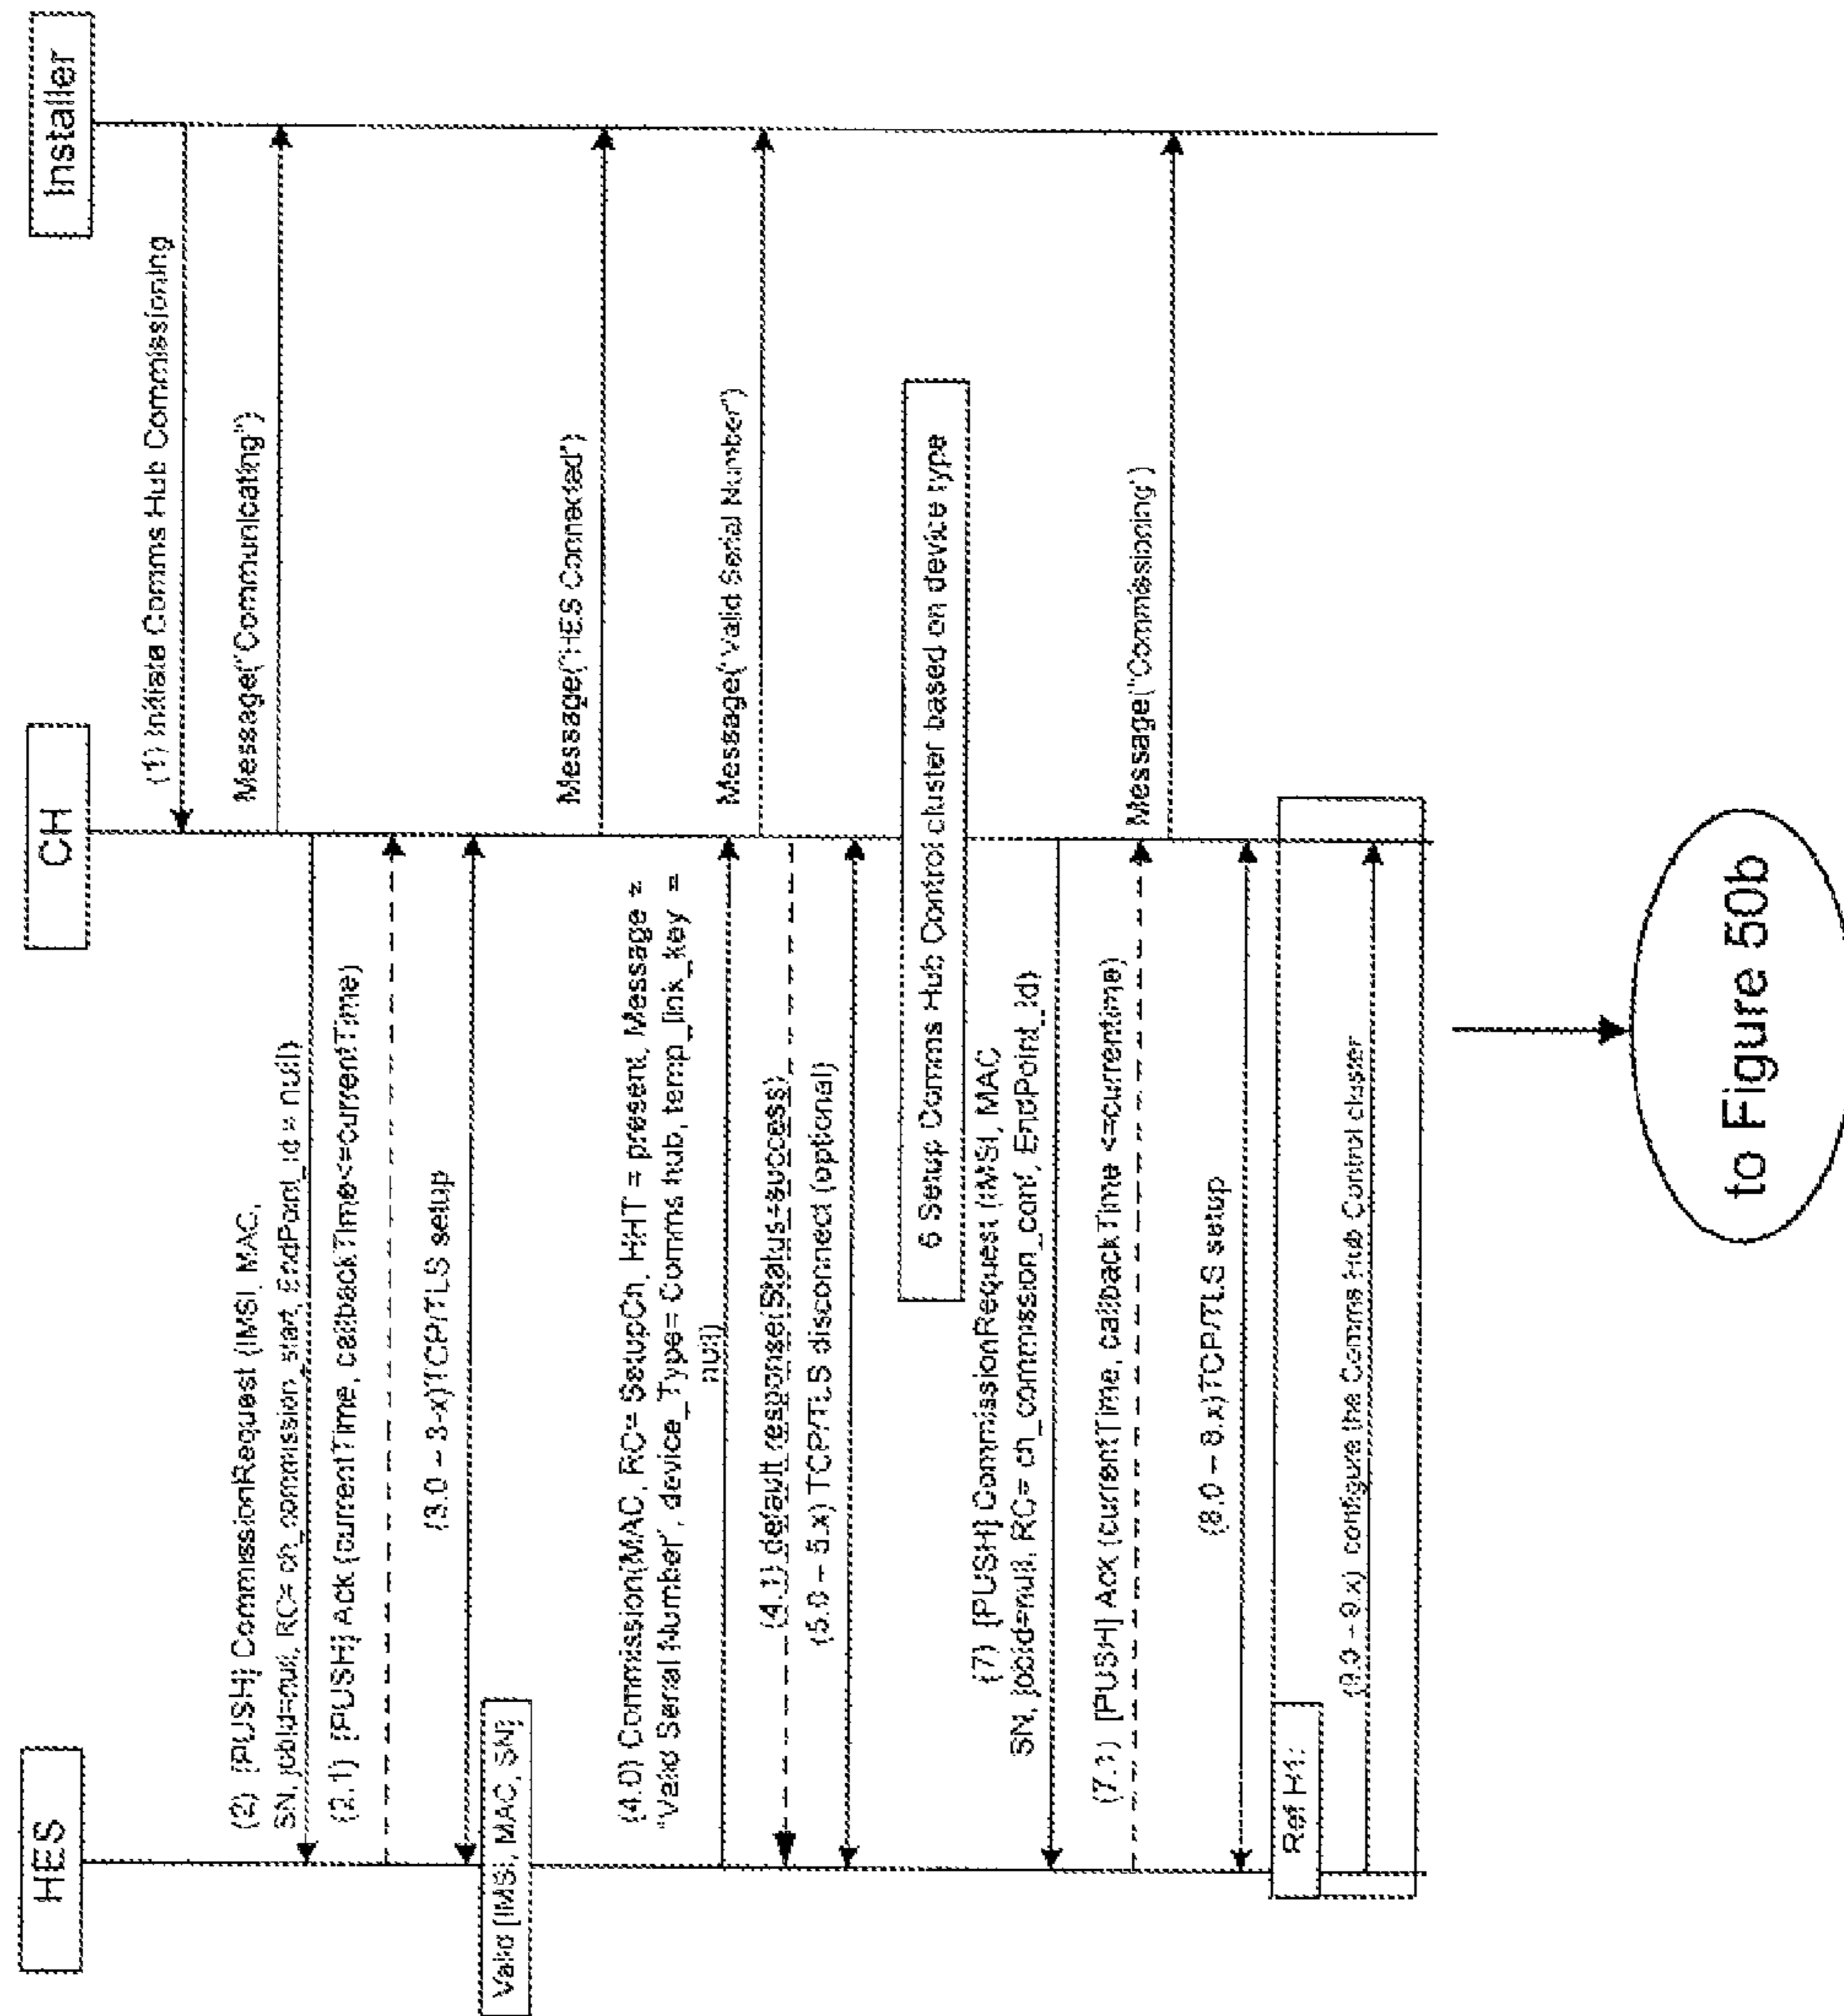 HES
CH
Installer
(1) Initiate Comms Hub Commissioning
Message("Communicating")
(2) [PUSH] CommissionRequest (IMSI, MAC,
SN, jobId=null, RC= ch_commission_start, EndPoint_id = null)
(2.1) [PUSH] Ack (currentTime, callbackTime<=currentTime)
(3.0 – 3-x)TCP/TLS setup
Valid [IMSI, MAC, SN]
Message("HES Connected")
(4.0) Commission(MAC, RC= SetupCh, HHT = present, Message =
"Valid Serial Number", device_Type= Comms hub, temp_link_key =
null)
Message("Valid Serial Number")
(4.1) default response(Status=success)
(5.0 – 5.x) TCP/TLS disconnect (optional)
6 Setup Comms Hub Control cluster based on device type
(7) [PUSH] CommissionRequest (IMSI, MAC
SN, jobid=null, RC= ch_commission_conf, EndPoint_id)
(7.1) [PUSH] Ack (currentTime, callbackTime <=currentime)
Message("Commissioning")
(8.0 – 8.x)TCP/TLS setup
Ref H1:
(9.0 – 9.x) configure the Comms Hub Control cluster
to Figure 50b